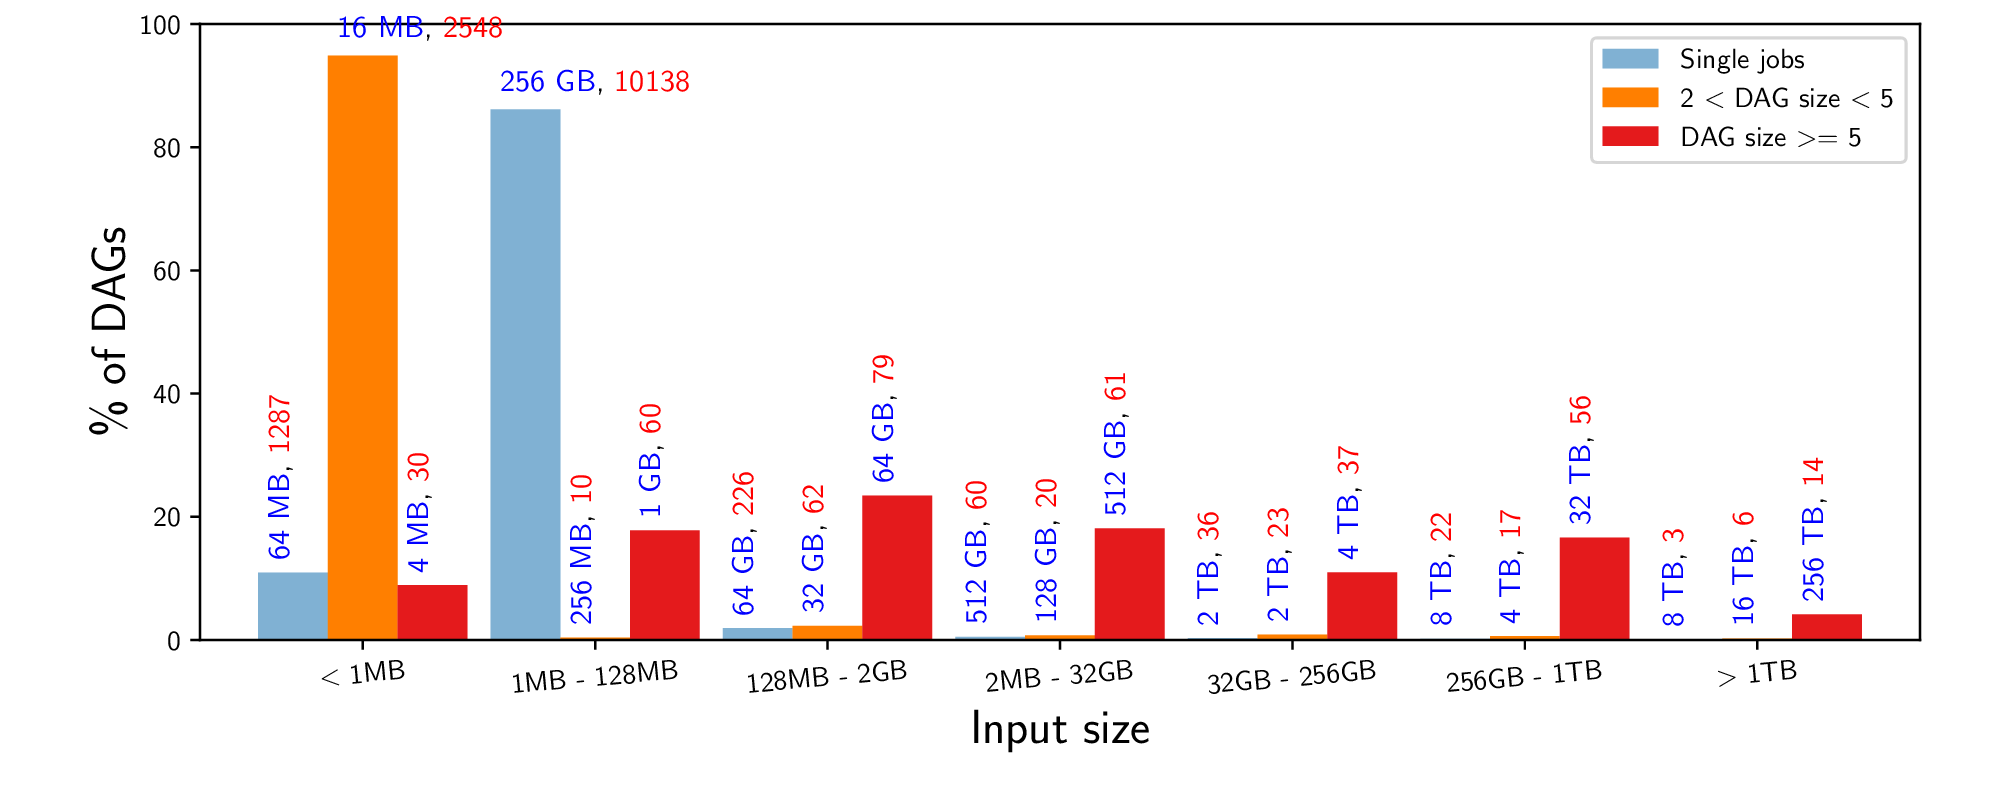 100
80
60
40
20
0
% of DAGs
16 MB, 2548
256 GB, 10138
64 MB, 1287
4 MB, 30
256 MB, 10
1 GB, 60
64 GB, 226
32 GB, 62
64 GB, 79
512 GB, 60
128 GB, 20
512 GB, 61
2 TB, 36
2 TB, 23
4 TB, 37
8 TB, 22
4 TB, 17
32 TB, 56
8 TB, 3
16 TB, 6
256 TB, 14
Single jobs
2 < DAG size < 5
DAG size >= 5
< 1MB
1MB - 128MB
128MB - 2GB
2MB - 32GB
32GB - 256GB
256GB - 1TB
> 1TB
Input size